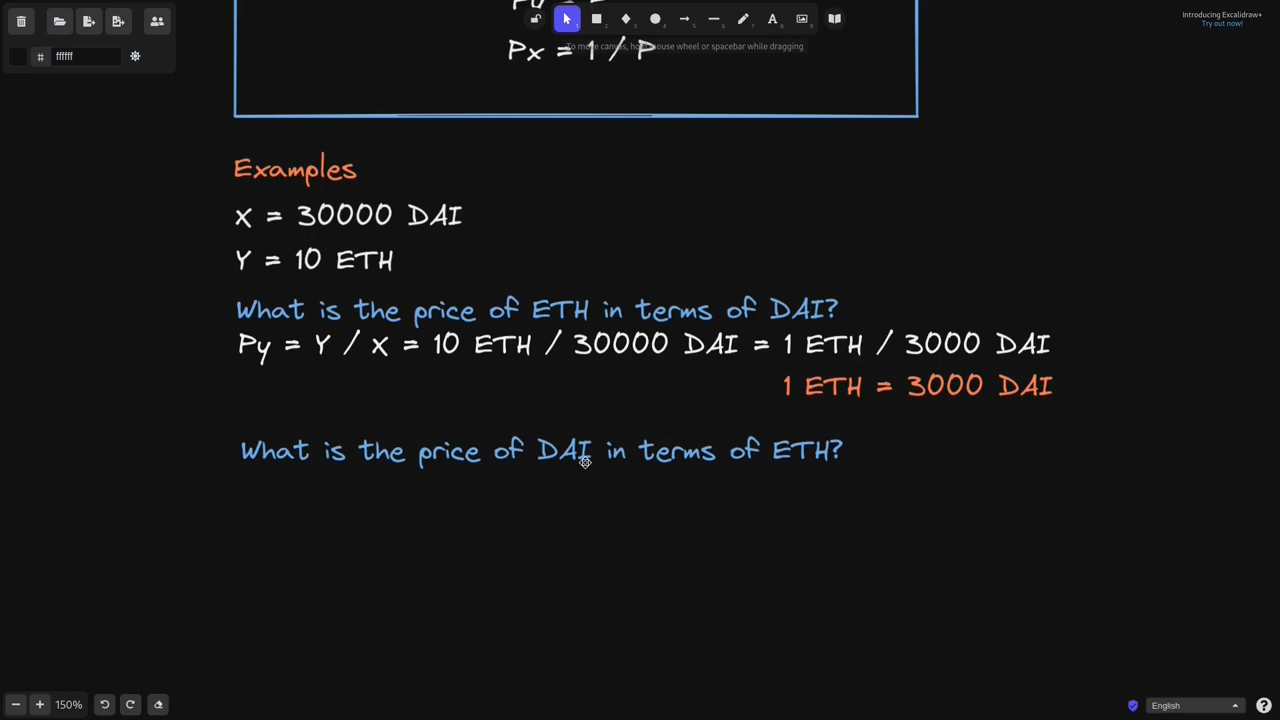 Introducing Excalidraw+
Try out now!
Px = 1 / P
# ffffff
Examples
X = 30000 DAI
Y = 10 ETH
What is the price of ETH in terms of DAI?
Py = Y / X = 10 ETH / 30000 DAI = 1 ETH / 3000 DAI
1 ETH = 3000 DAI
What is the price of DAI in terms of ETH?
150%
English